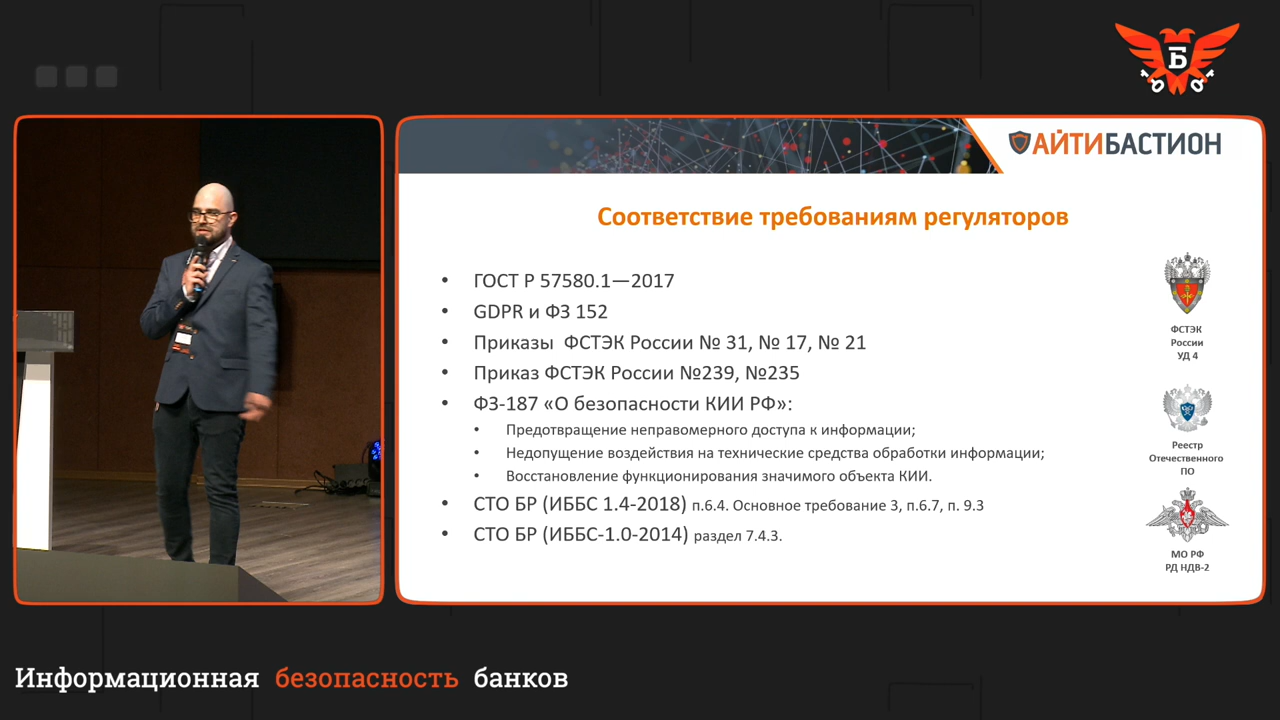 Б
АЙТИБАСТИОН
Соответствие требованиям регуляторов
• ГОСТ Р 57580.1—2017
• GDPR и ФЗ 152
• Приказы ФСТЭК России № 31, № 17, № 21
• Приказ ФСТЭК России №239, №235
• ФЗ-187 «О безопасности КИИ РФ»:
• Предотвращение неправомерного доступа к информации;
• Недопущение воздействия на технические средства обработки информации;
• Восстановление функционирования значимого объекта КИИ.
• СТО БР (ИББС 1.4-2018) п.6.4. Основное требование 3, п.6.7, п. 9.3
• СТО БР (ИББС-1.0-2014) раздел 7.4.3.
ФСТЭК
России
УД 4
Реестр
Отечественного
ПО
МО РФ
РД НДВ-2
Информационная безопасность банков